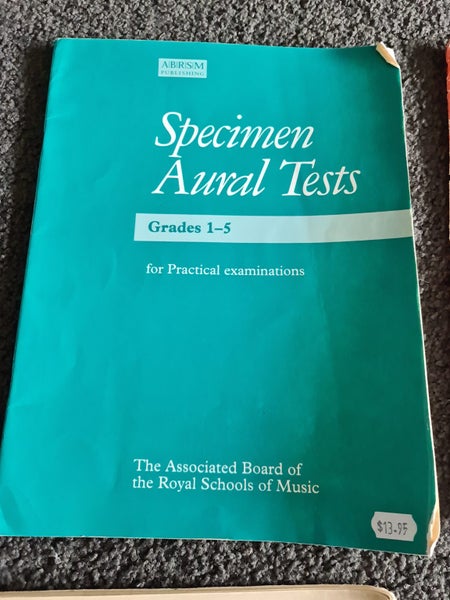 A·B·R·S·M
PUBLISHING
Specimen
Aural Tests
Grades 1–5
for Practical examinations
The Associated Board of
the Royal Schools of Music
$13.95